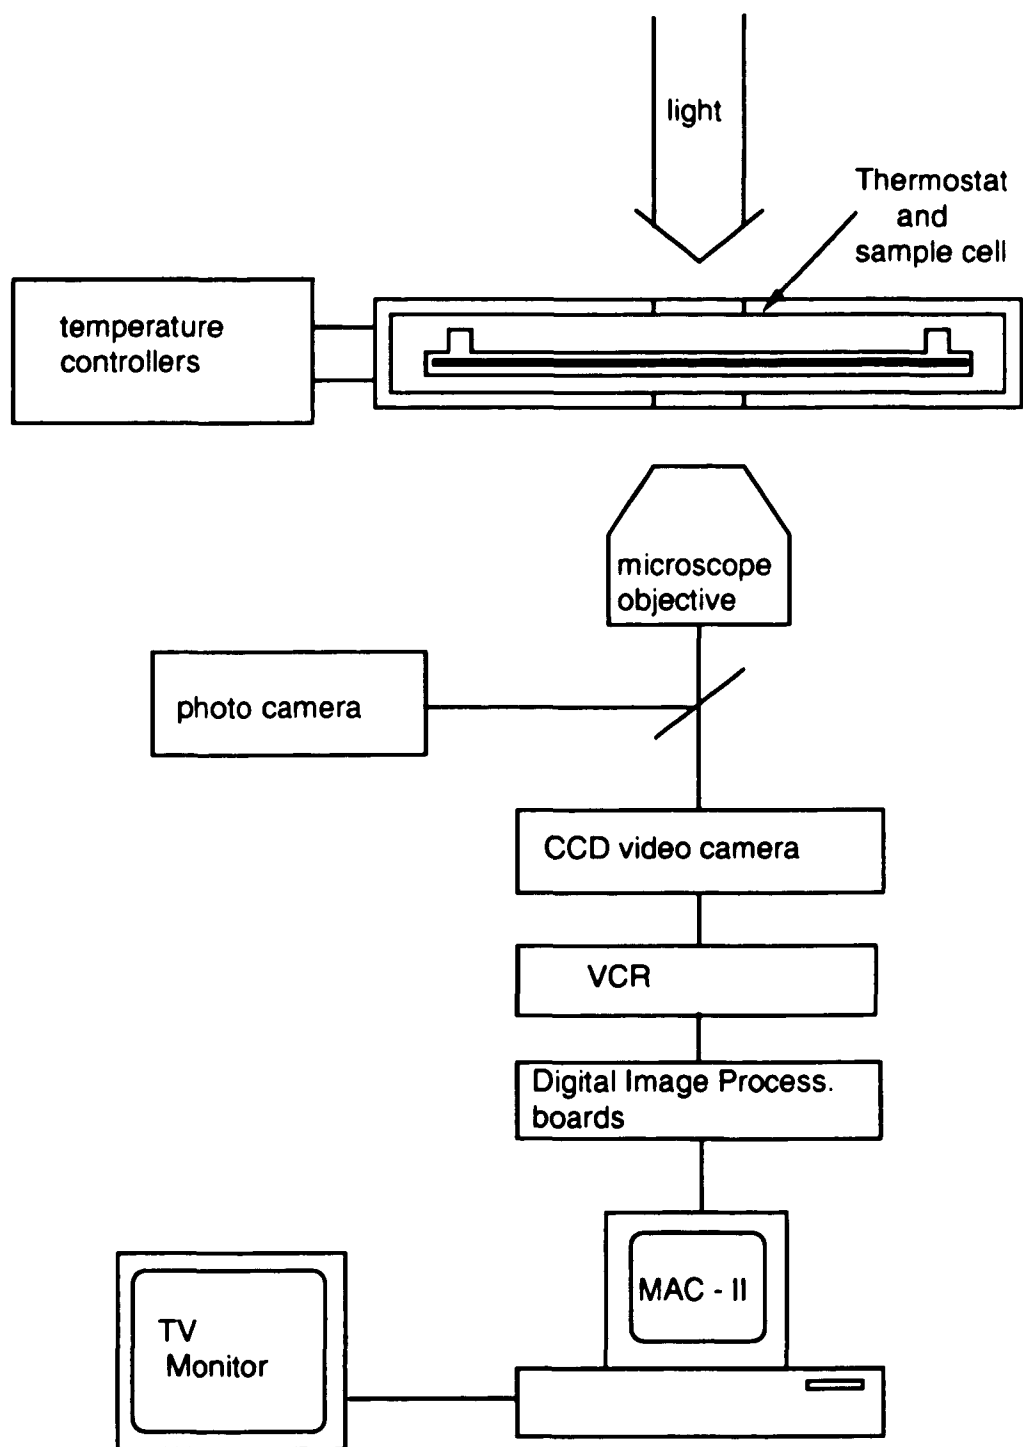 light
Thermostat
and
sample cell
temperature
controllers
microscope
objective
photo camera
CCD video camera
VCR
Digital Image Process.
boards
MAC - II
TV
Monitor